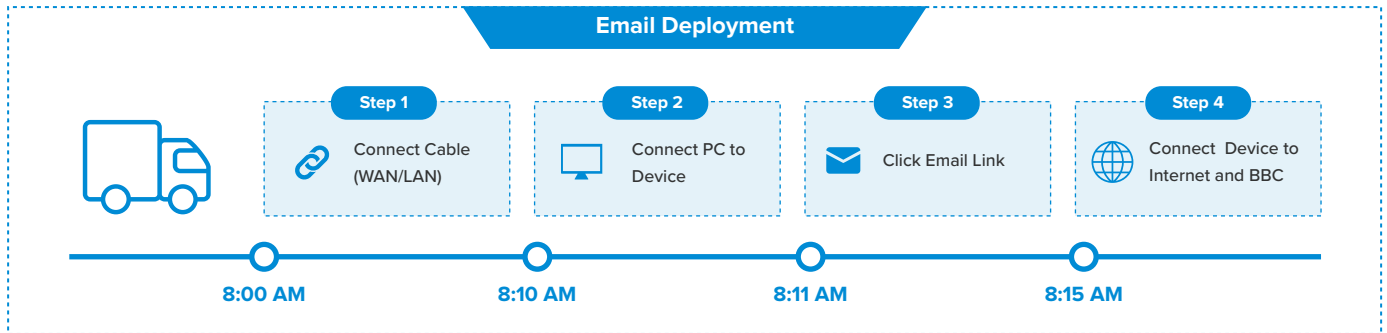 Email Deployment
Step 1
Connect Cable
(WAN/LAN)
Step 2
Connect PC to
Device
Step 3
Click Email Link
Step 4
Connect Device to
Internet and BBC
8:00 AM
8:10 AM
8:11 AM
8:15 AM